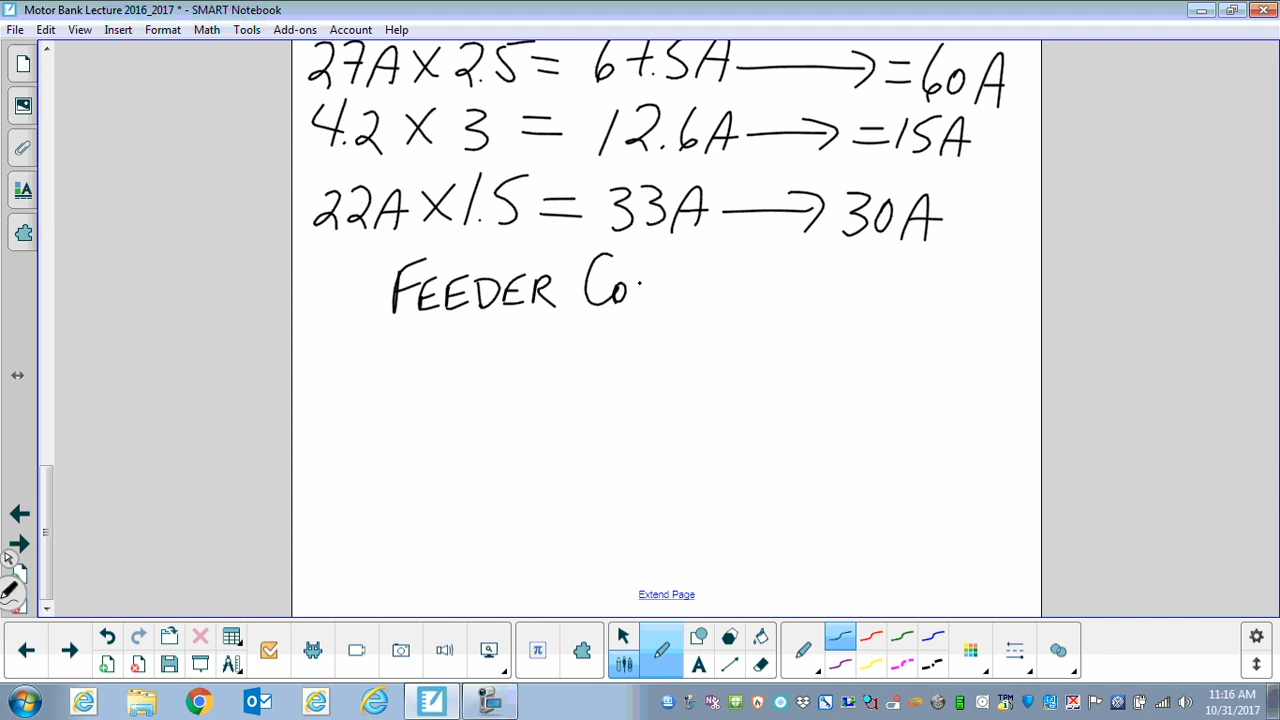 Motor Bank Lecture 2016_2017 * - SMART Notebook
File Edit View Insert Format Math Tools Add-ons Account Help
27A X 2.5 = 67.5A → = 60A
4.2 X 3 = 12.6A → = 15A
22A X 1.5 = 33A → 30A
FEEDER Co
Extend Page
11:16 AM
10/31/2017